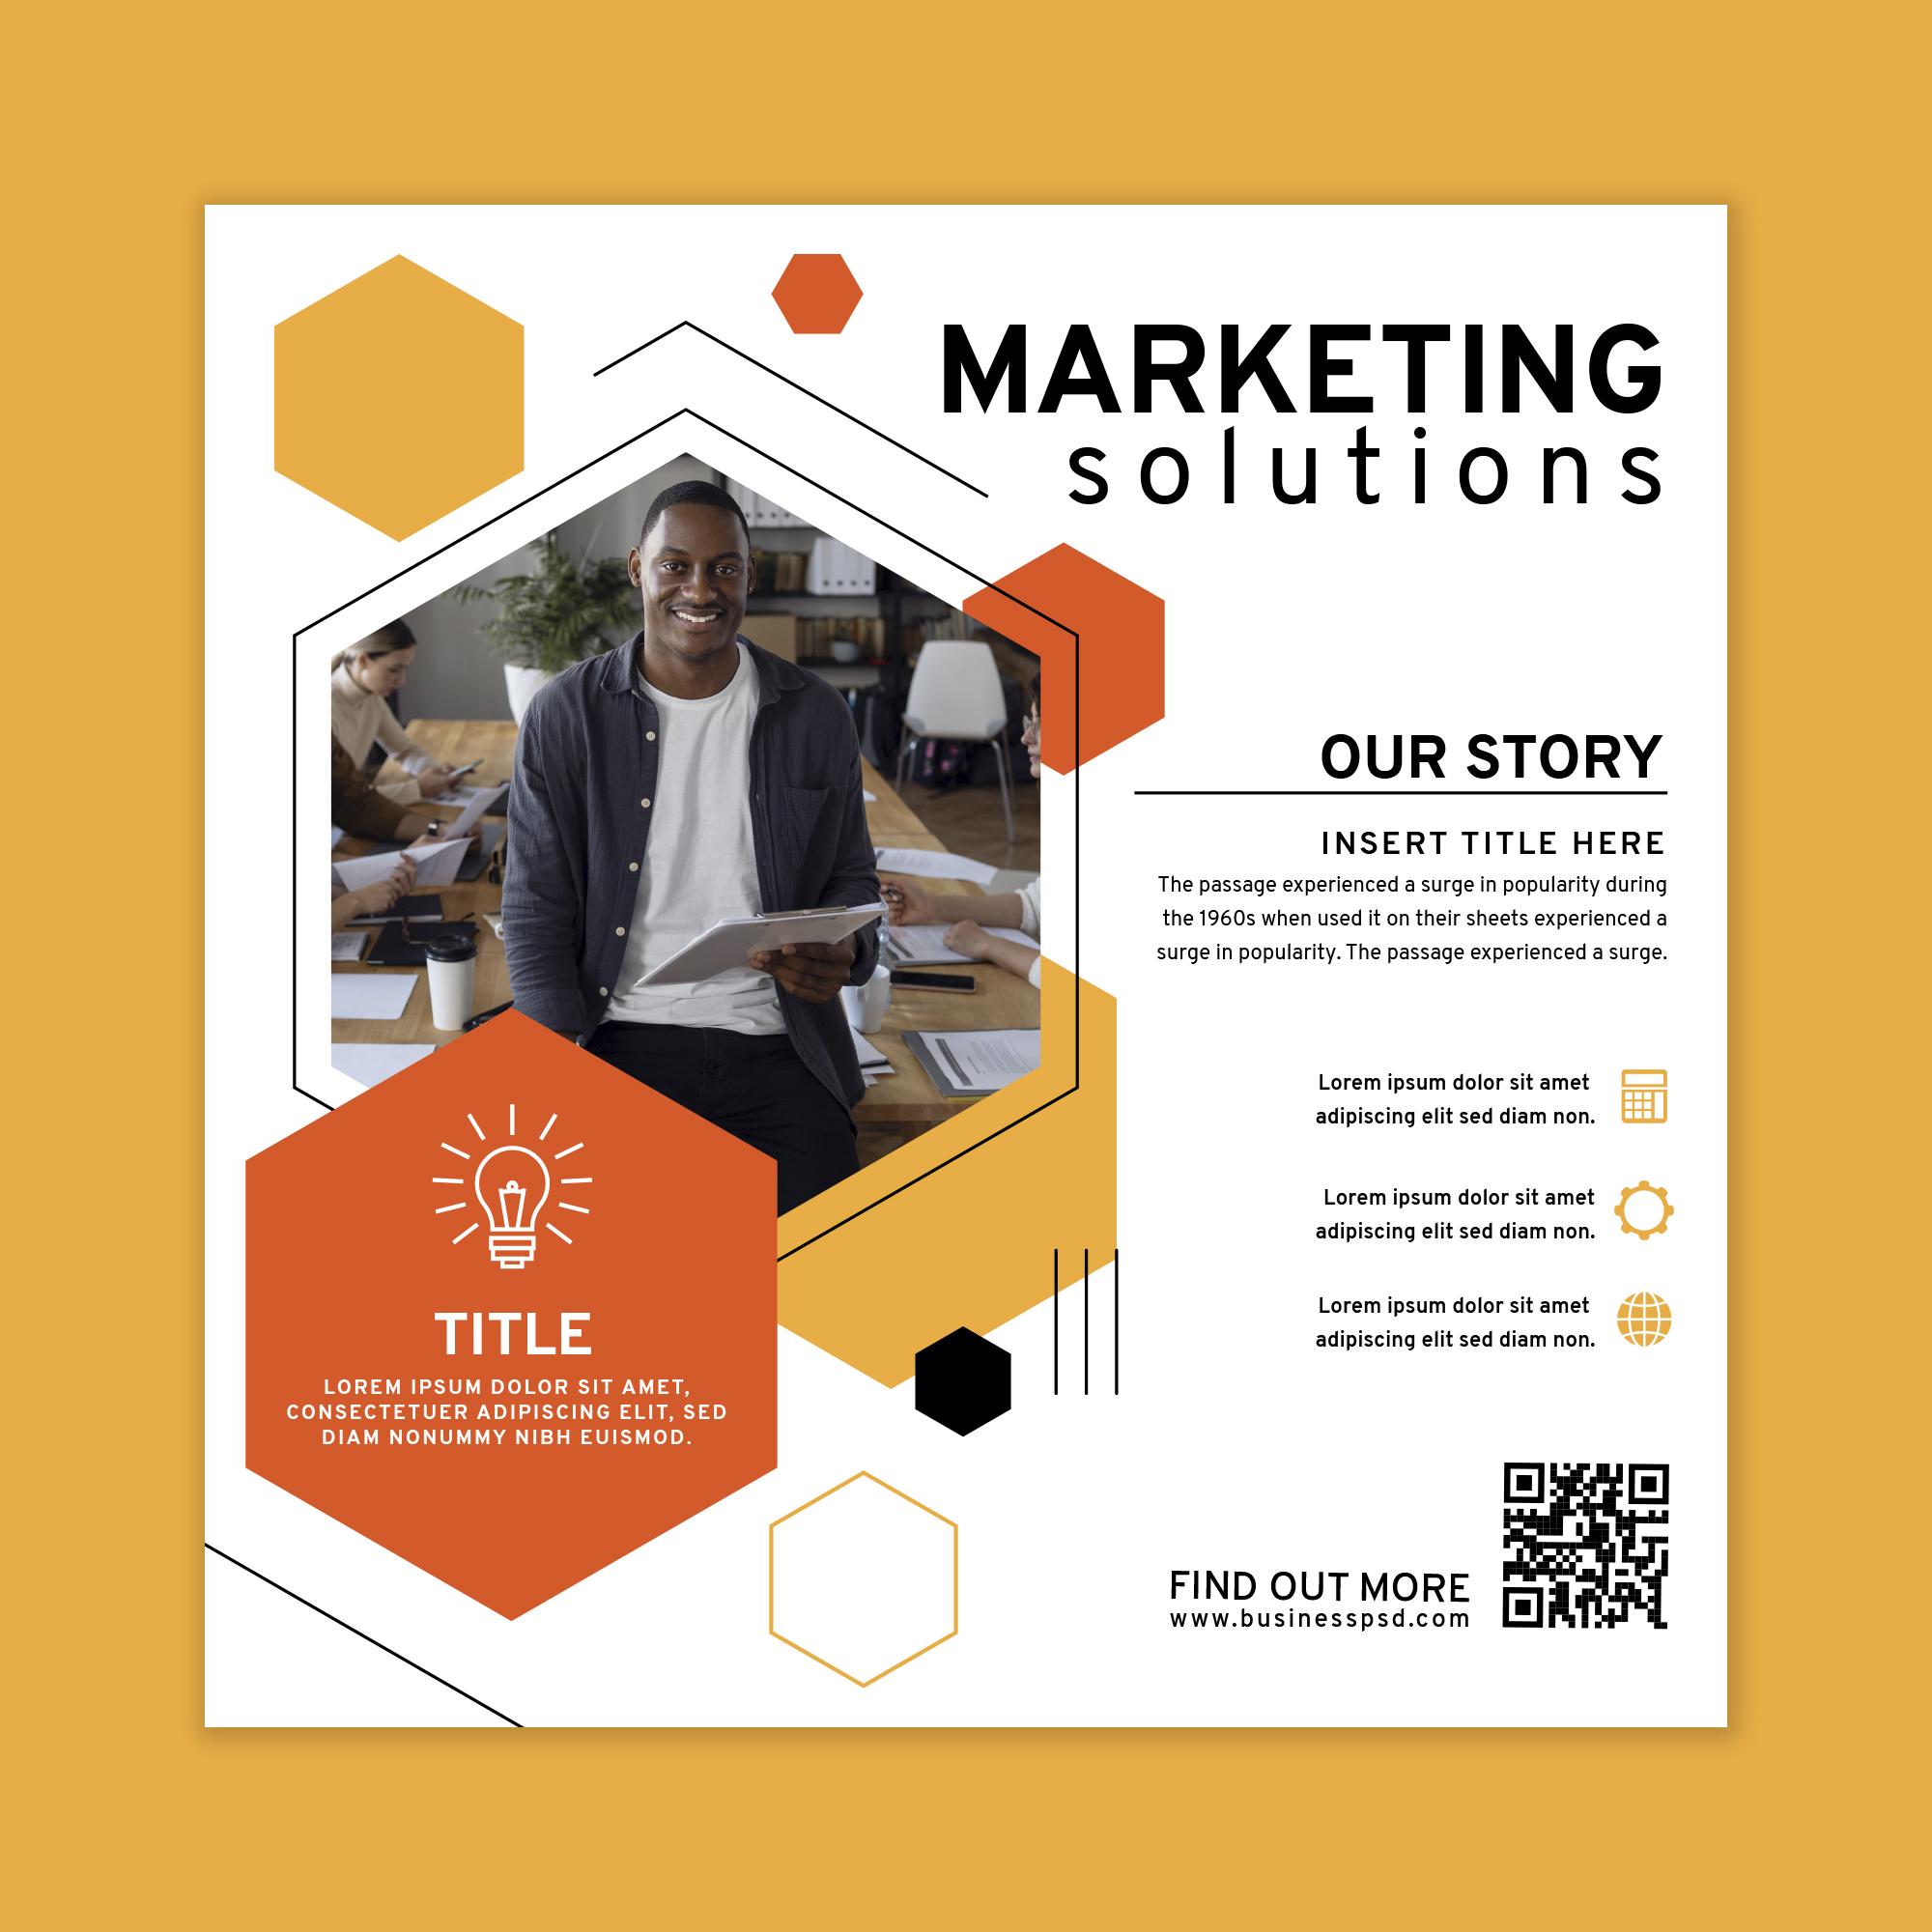 MARKETING
solutions
OUR STORY
INSERT TITLE HERE
The passage experienced a surge in popularity during
the 1960s when used it on their sheets experienced a
surge in popularity. The passage experienced a surge.
Lorem ipsum dolor sit amet
adipiscing elit sed diam non.
Lorem ipsum dolor sit amet
adipiscing elit sed diam non.
Lorem ipsum dolor sit amet
adipiscing elit sed diam non.
TITLE
LOREM IPSUM DOLOR SIT AMET,
CONSECTETUER ADIPISCING ELIT, SED
DIAM NONUMMY NIBH EUISMOD.
FIND OUT MORE
www.businesspsd.com